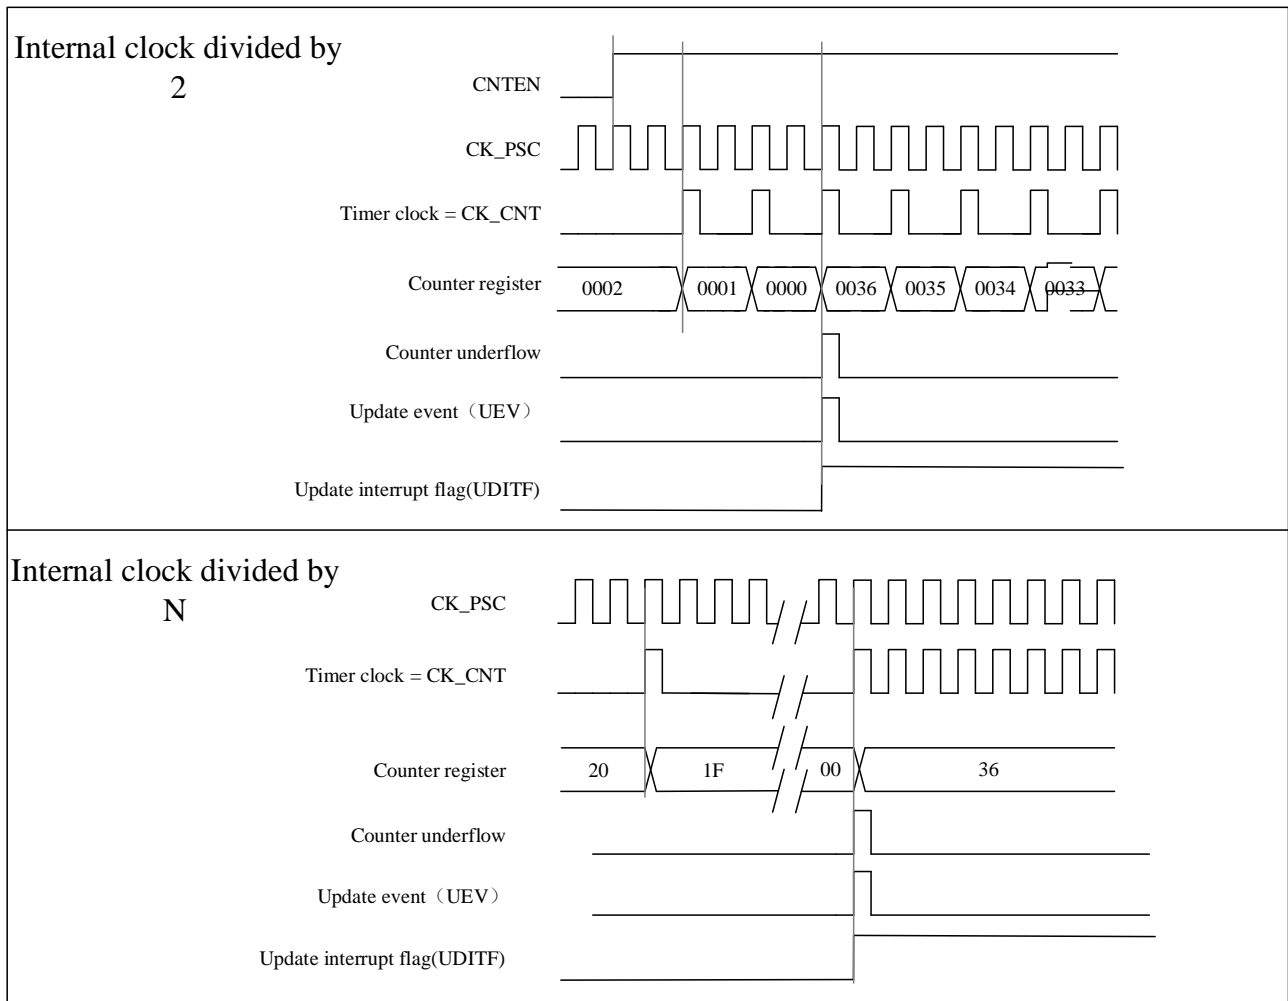 Internal clock divided by
2
CNTEN
CK_PSC
Timer clock = CK_CNT
Counter register
0002 0001 0000 0036 0035 0034 0033
Counter underflow
Update event（UEV）
Update interrupt flag(UDITF)
Internal clock divided by
N
CK_PSC
Timer clock = CK_CNT
Counter register
20 1F 00 36
Counter underflow
Update event（UEV）
Update interrupt flag(UDITF)